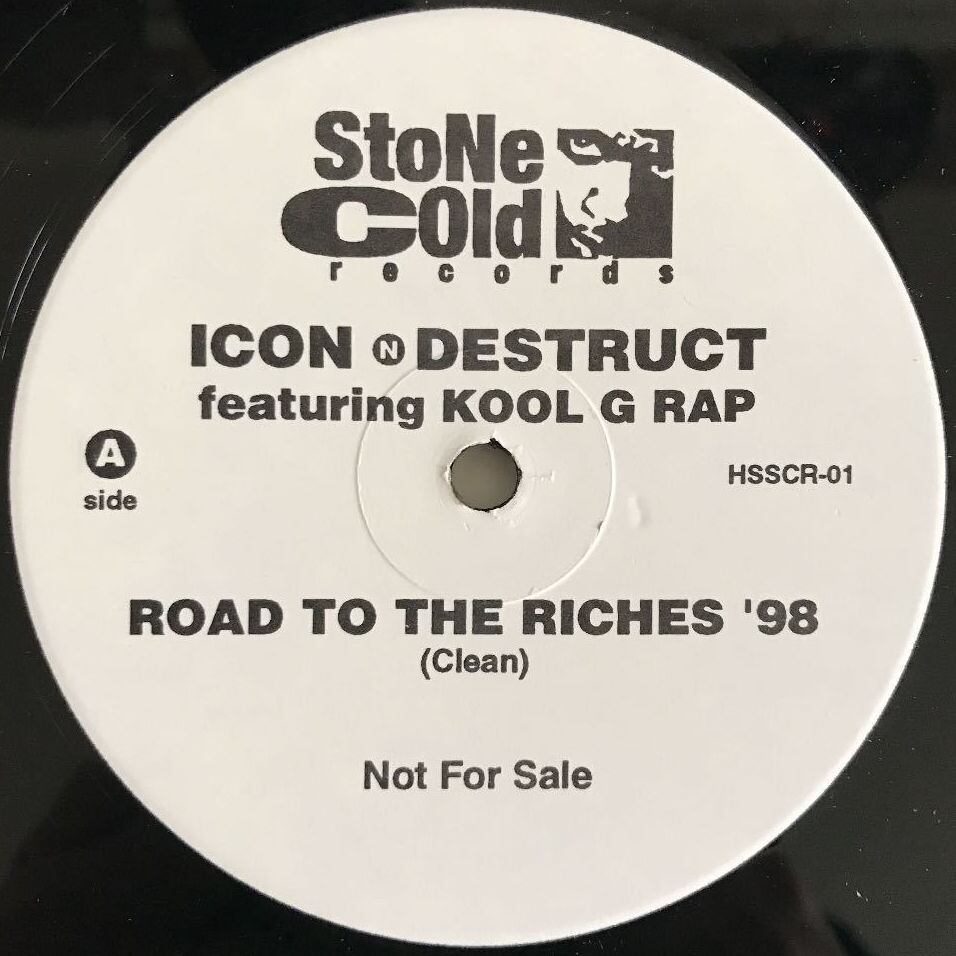 StoNe
Cold
records
ICON N DESTRUCT
featuring KOOL G RAP
A
side
HSSCR-01
ROAD TO THE RICHES '98
(Clean)
Not For Sale